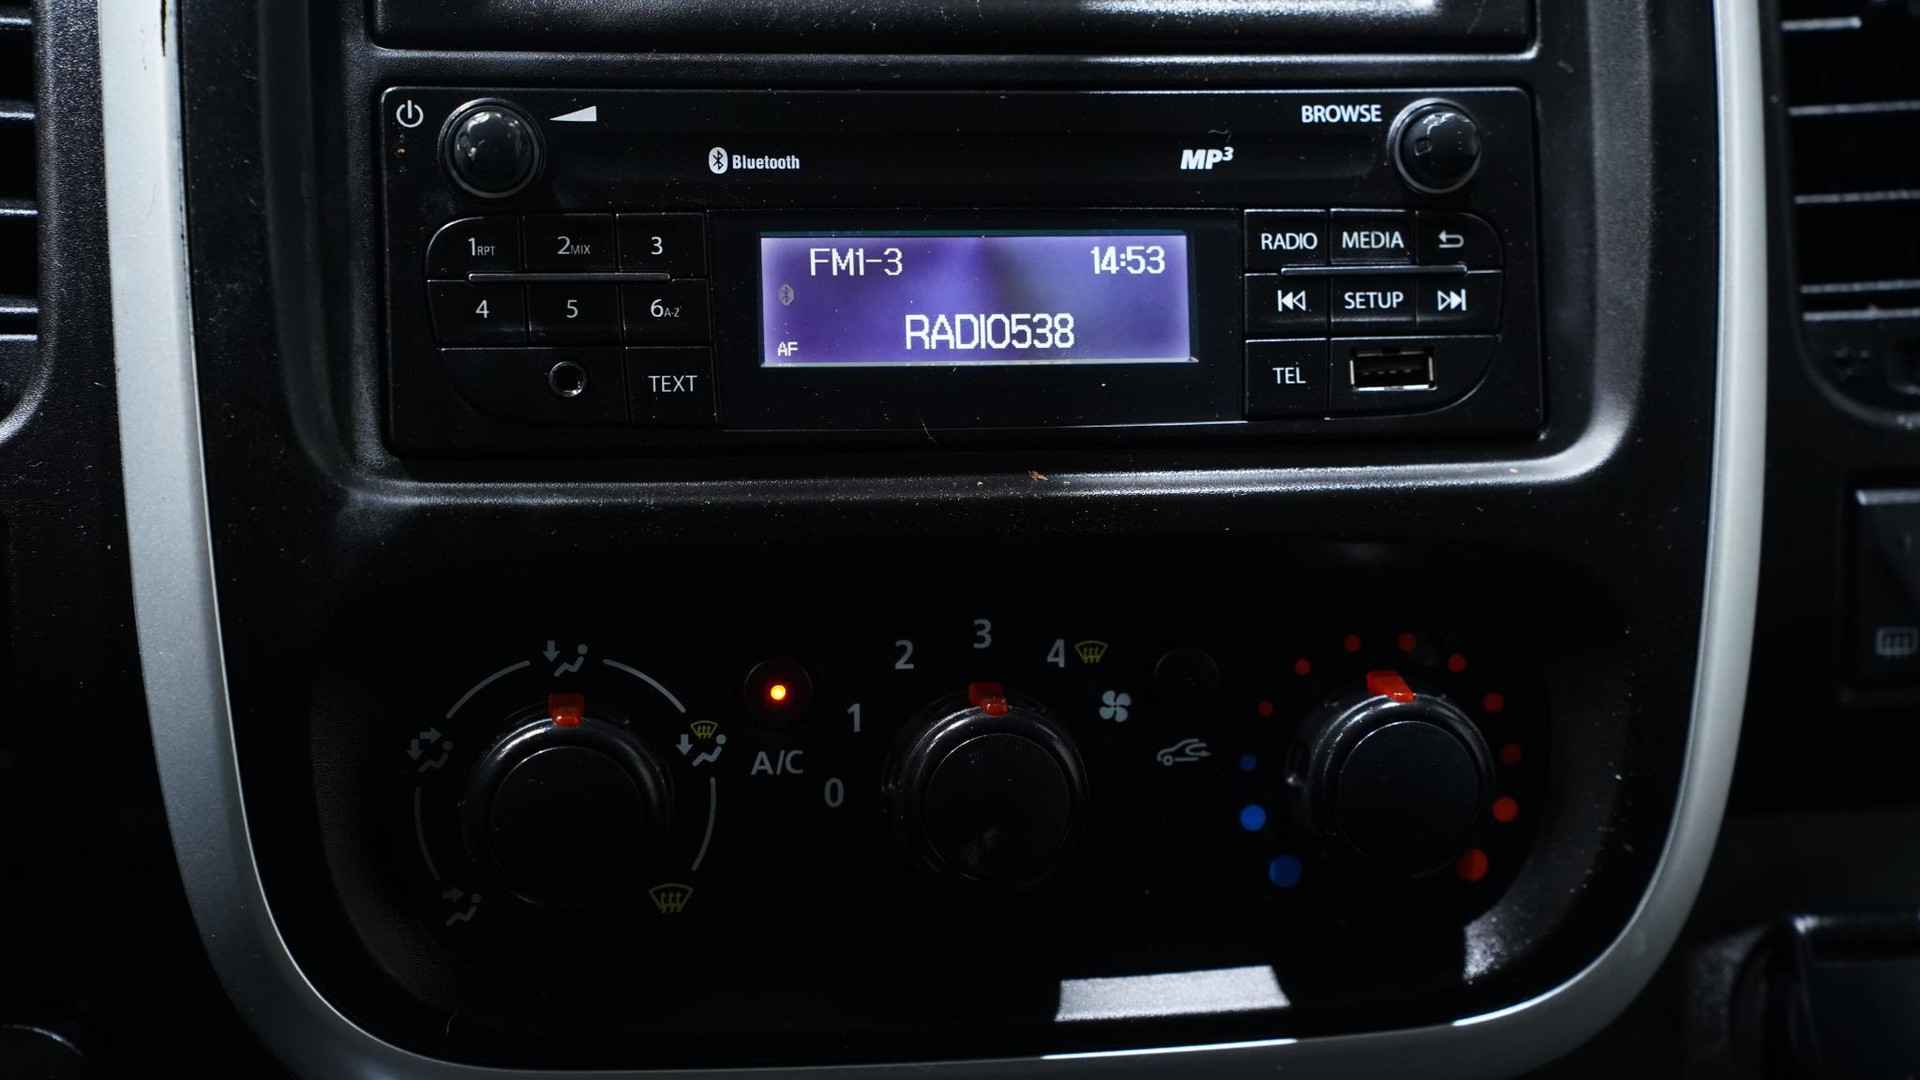 BROWSE
Bluetooth
MP3
1RPT 2MIX 3
FM1-3 14:53
RADIO MEDIA
4 5 6A-Z
RADIO538
SETUP
AF
TEXT
TEL
3
2 4
1
A/C
0